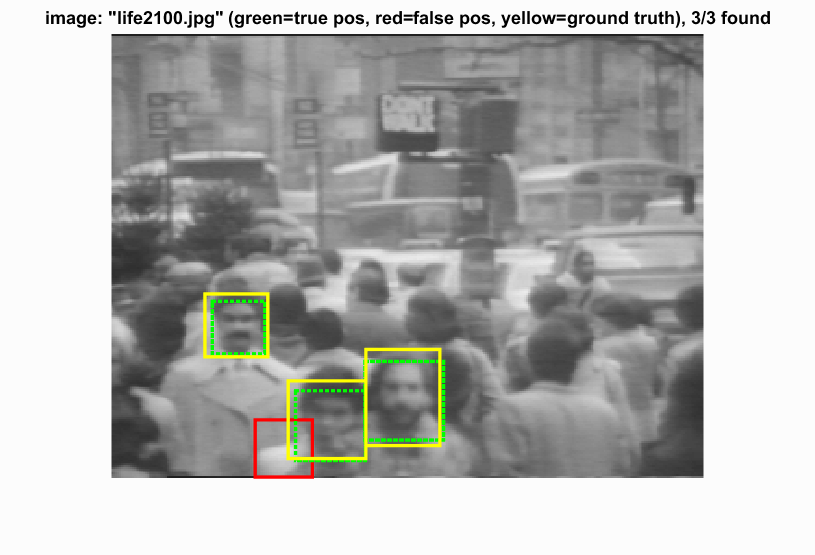 image: "life2100.jpg" (green=true pos, red=false pos, yellow=ground truth), 3/3 found
DONT
WALK